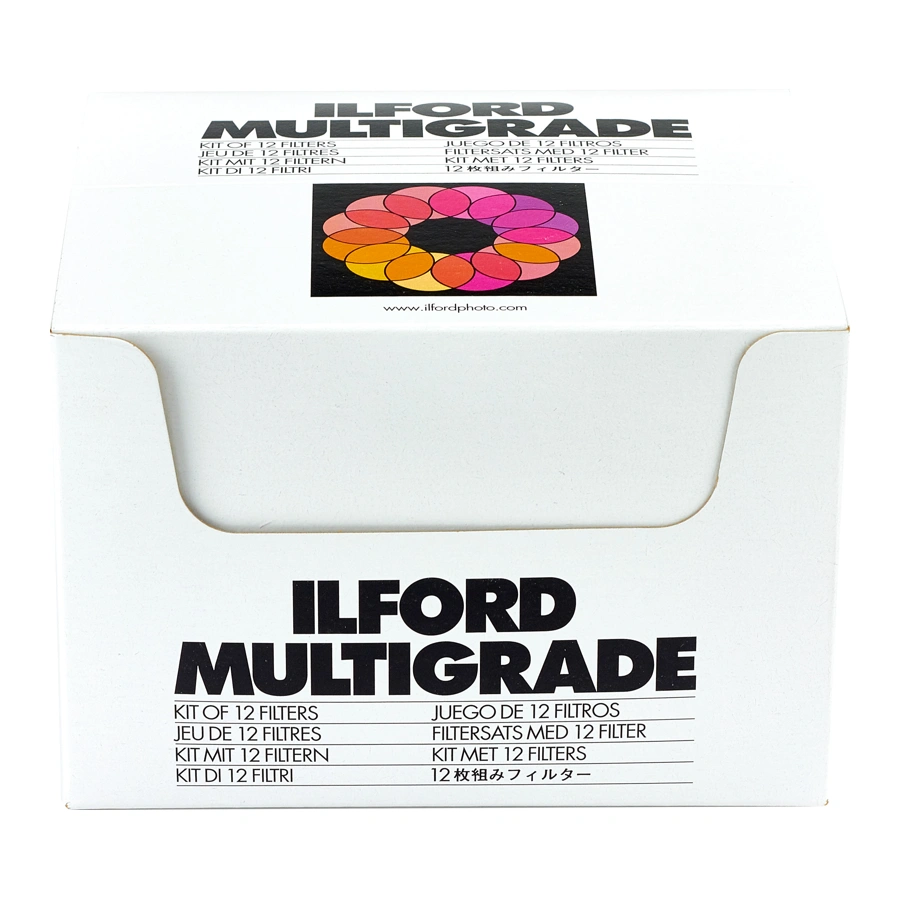 ILFORD
MULTIGRADE
KIT OF 12 FILTERS JUEGO DE 12 FILTROS
JEU DE 12 FILTRES FILTERSATS MED 12 FILTER
KIT MIT 12 FILTERN KIT MET 12 FILTERS
KIT DI 12 FILTRI 12枚組みフィルター
www.ilfordphoto.com
ILFORD
MULTIGRADE
KIT OF 12 FILTERS JUEGO DE 12 FILTROS
JEU DE 12 FILTRES FILTERSATS MED 12 FILTER
KIT MIT 12 FILTERN KIT MET 12 FILTERS
KIT DI 12 FILTRI 12枚組みフィルター